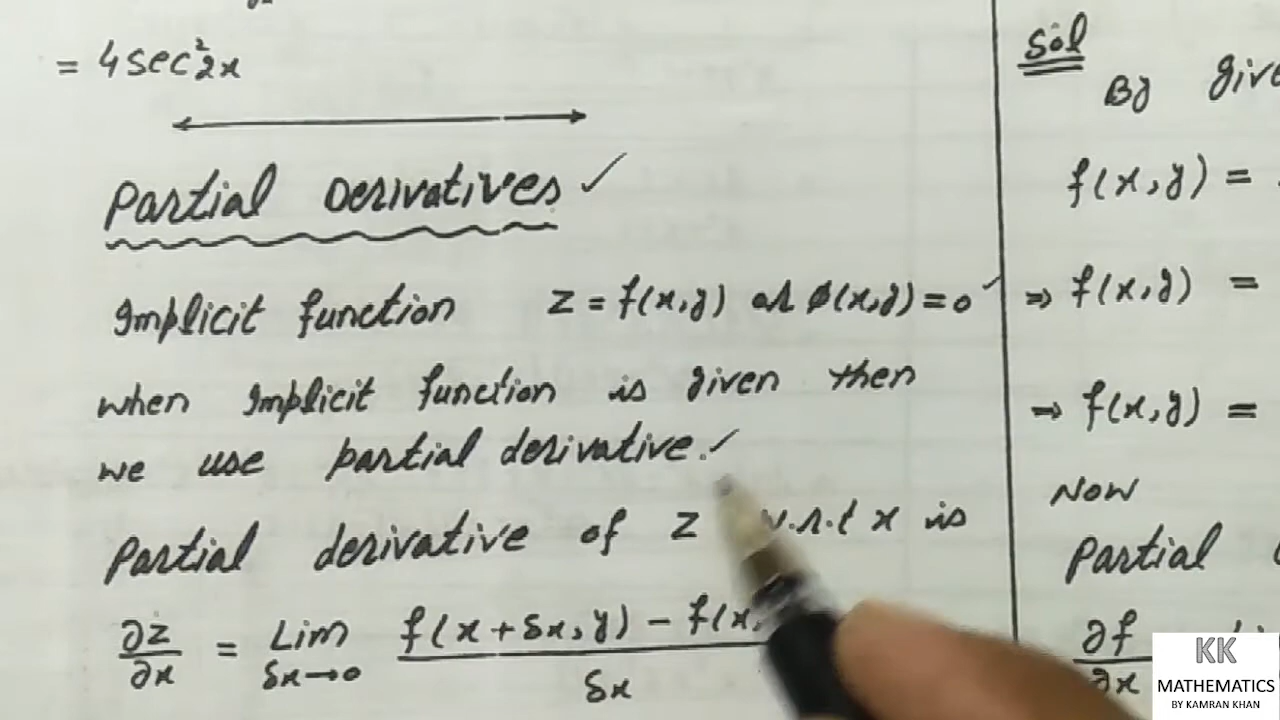 = 4sec²2x
Partial Derivatives ✓
Implicit function z = f(x,y) or ϕ(x,y) = 0 ✓
when Implicit function is given then
we use partial derivative. ✓
Partial derivative of z w.r.t x is
∂z/∂x = Lim δx→0 f(x+δx,y) − f(x, / δx
Sol
By give
f(x,y) =
⇒ f(x,y) =
⇒ f(x,y) =
Now
Partial
∂f/∂x
KK
MATHEMATICS
BY KAMRAN KHAN